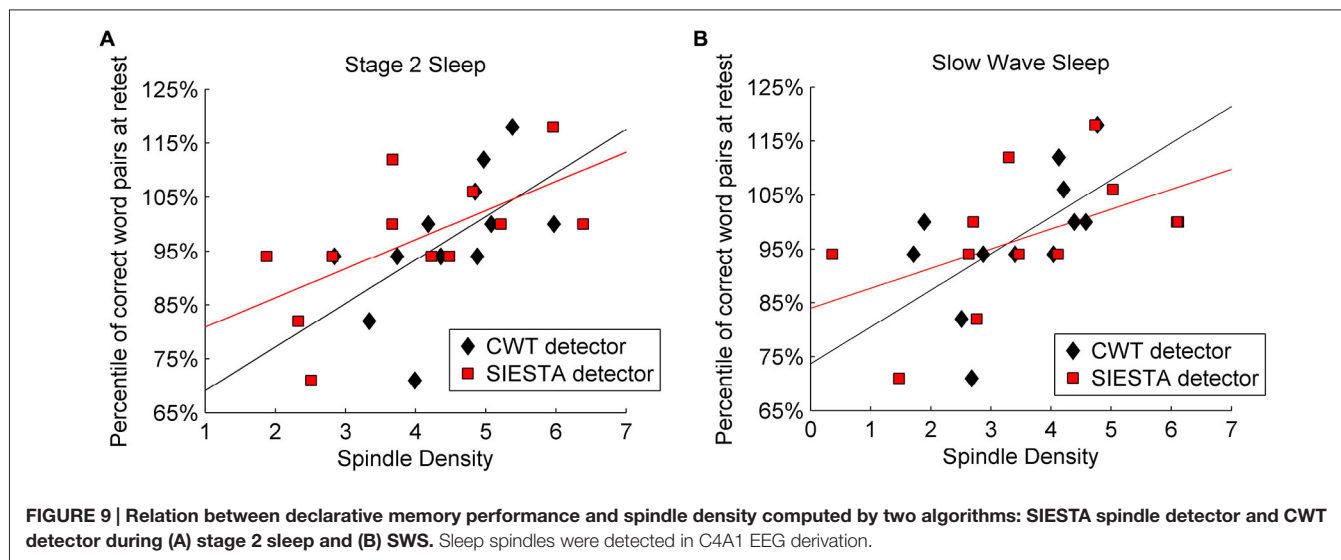 A
Stage 2 Sleep
Percentile of correct word pairs at retest
125%
115%
105%
95%
85%
75%
65%
1 2 3 4 5 6 7
Spindle Density
CWT detector
SIESTA detector
B
Slow Wave Sleep
Percentile of correct word pairs at retest
125%
115%
105%
95%
85%
75%
65%
0 1 2 3 4 5 6 7
Spindle Density
CWT detector
SIESTA detector
FIGURE 9 | Relation between declarative memory performance and spindle density computed by two algorithms: SIESTA spindle detector and CWT
detector during (A) stage 2 sleep and (B) SWS. Sleep spindles were detected in C4A1 EEG derivation.